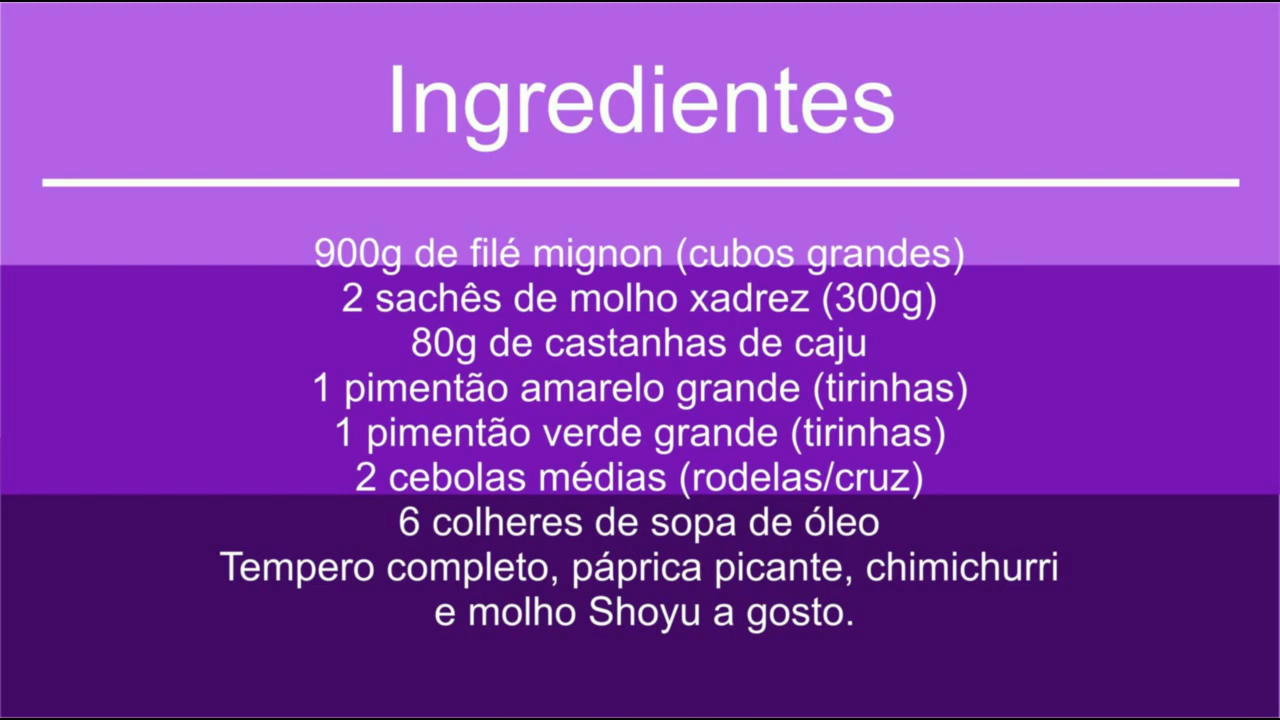 Ingredientes
900g de filé mignon (cubos grandes)
2 sachês de molho xadrez (300g)
80g de castanhas de caju
1 pimentão amarelo grande (tirinhas)
1 pimentão verde grande (tirinhas)
2 cebolas médias (rodelas/cruz)
6 colheres de sopa de óleo
Tempero completo, páprica picante, chimichurri
e molho Shoyu a gosto.